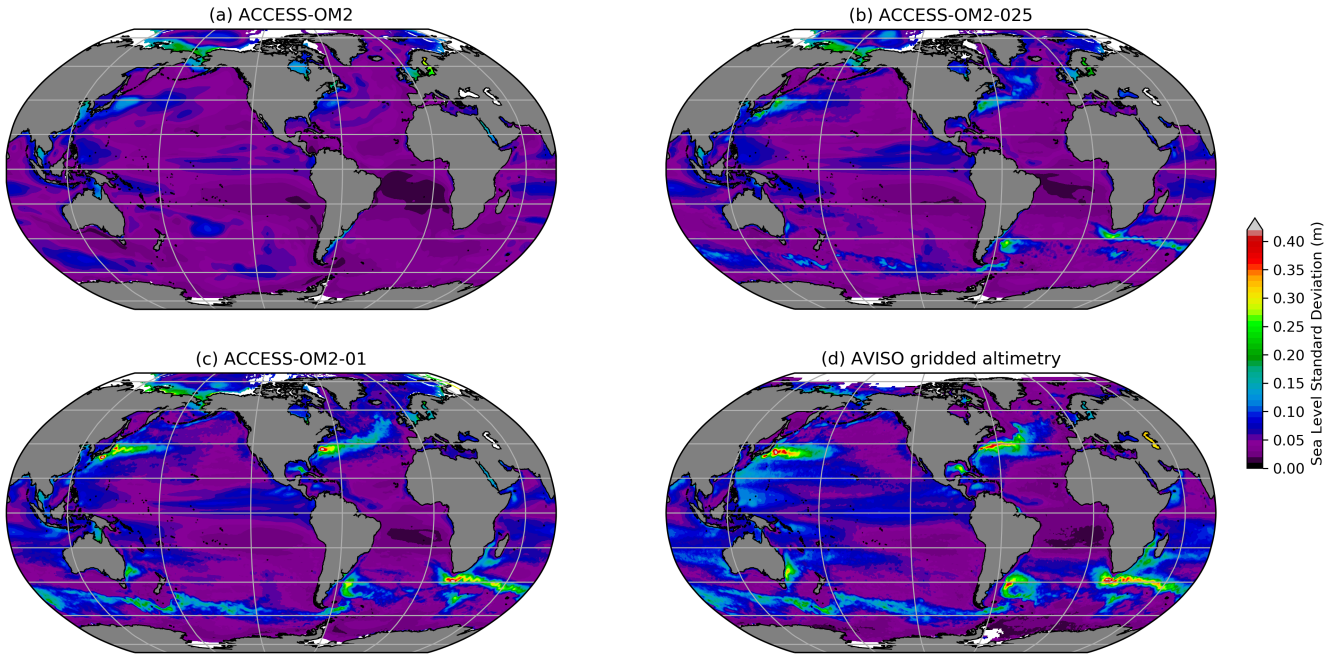 (a) ACCESS-OM2
(b) ACCESS-OM2-025
(c) ACCESS-OM2-01
(d) AVISO gridded altimetry
0.40
0.35
0.30
0.25
0.20
0.15
0.10
0.05
0.00
Sea Level Standard Deviation (m)